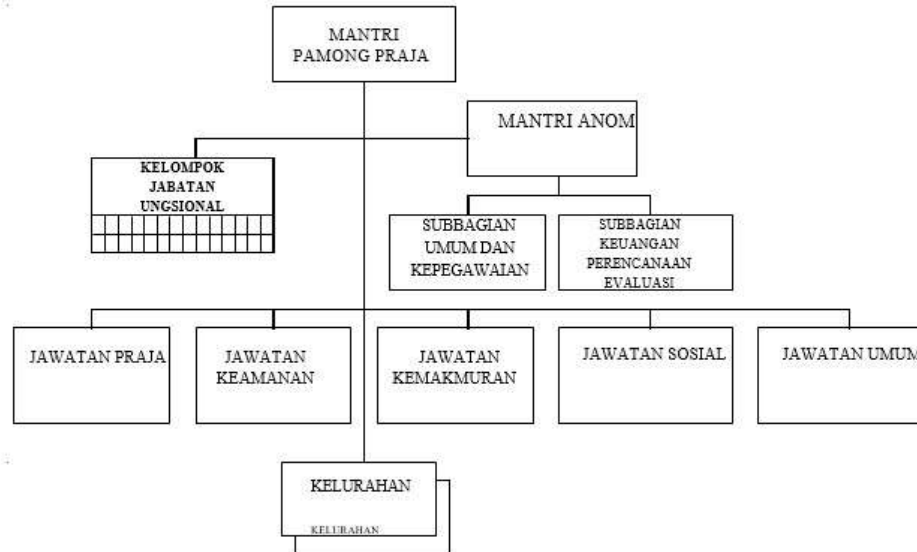 MANTRI
PAMONG PRAJA
MANTRI ANOM
KELOMPOK
JABATAN
UNGSIONAL
SUBBAGIAN
UMUM DAN
KEPEGAWAIAN
SUBBAGIAN
KEUANGAN
PERENCANAAN
EVALUASI
JAWATAN PRAJA
JAWATAN
KEAMANAN
JAWATAN
KEMAKMURAN
JAWATAN SOSIAL
JAWATAN UMUM
KELURAHAN
KELURAHAN